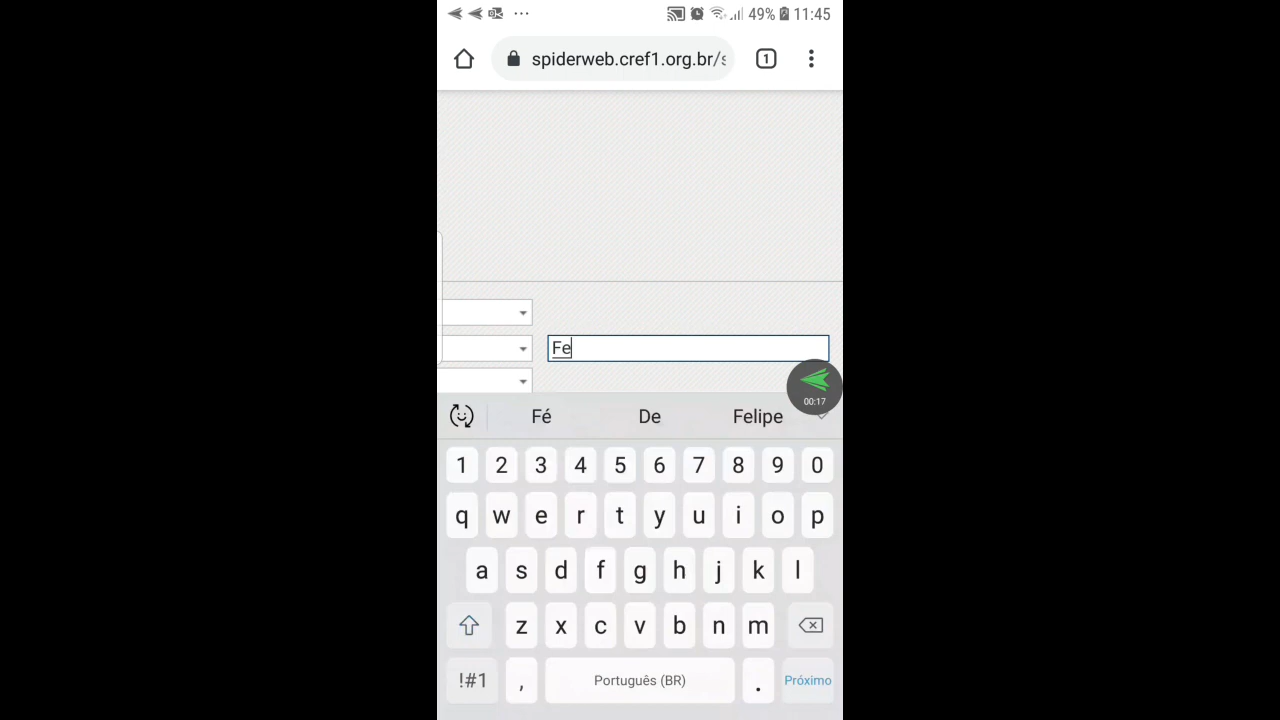 49% 11:45
spiderweb.cref1.org.br/s
1
Fe
00:17
Fé De Felipe
1 2 3 4 5 6 7 8 9 0
q w e r t y u i o p
a s d f g h j k l
z x c v b n m
!#1 , Português (BR) . Próximo